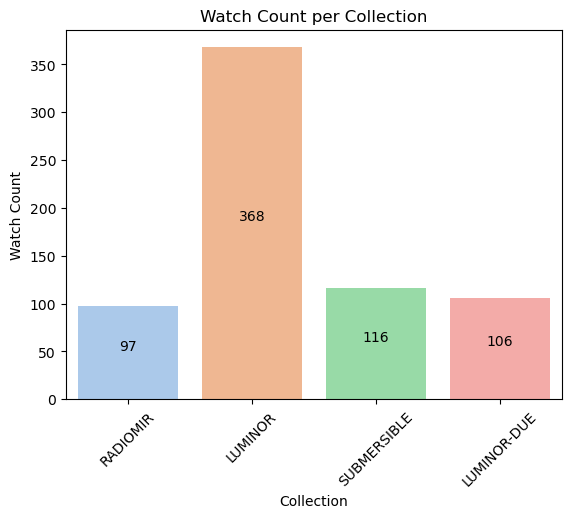 Watch Count per Collection
Watch Count
350
300
250
200
150
100
50
0
97
368
116
106
RADIOMIR
LUMINOR
SUBMERSIBLE
LUMINOR-DUE
Collection